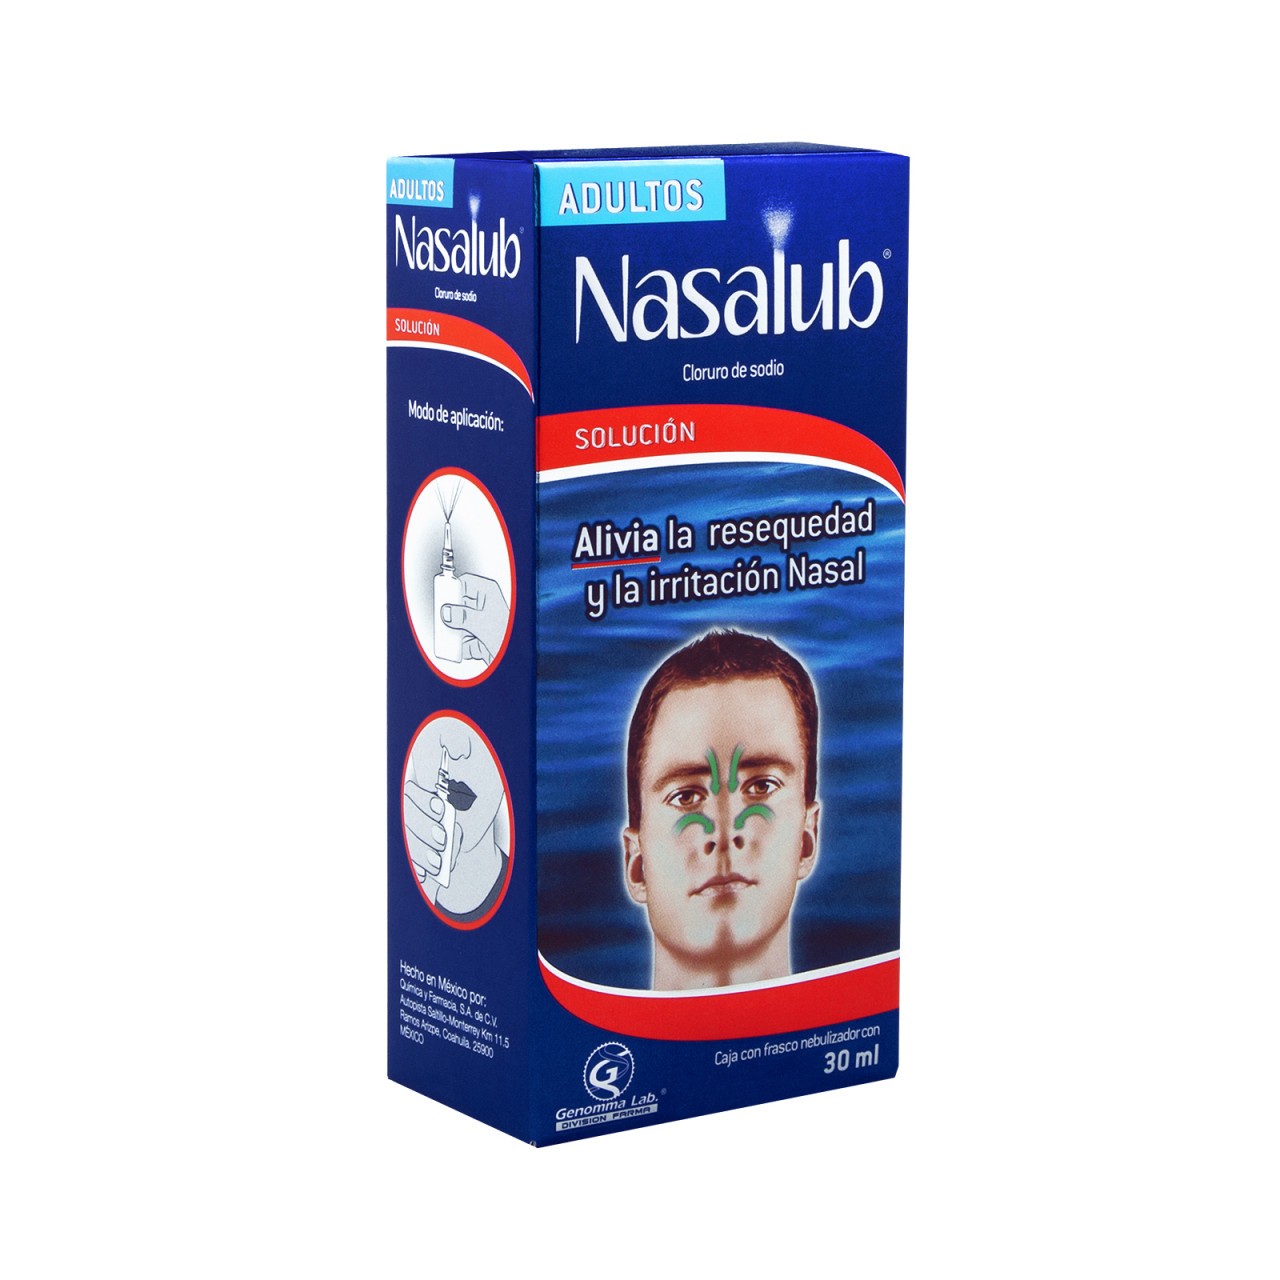 ADULTOS
Nasalub®
Cloruro de sodio
SOLUCIÓN
Modo de aplicación:
Hecho en México por:
Química y Farmacia, S.A. de C.V.
Autopista Saltillo-Monterrey Km 11.5
Ramos Arizpe, Coahuila. 25900
MÉXICO
ADULTOS
Nasalub®
Cloruro de sodio
SOLUCIÓN
Alivia la resequedad
y la irritación Nasal
Caja con frasco nebulizador con
30 ml
G
Genomma Lab.®
DIVISION FARMA